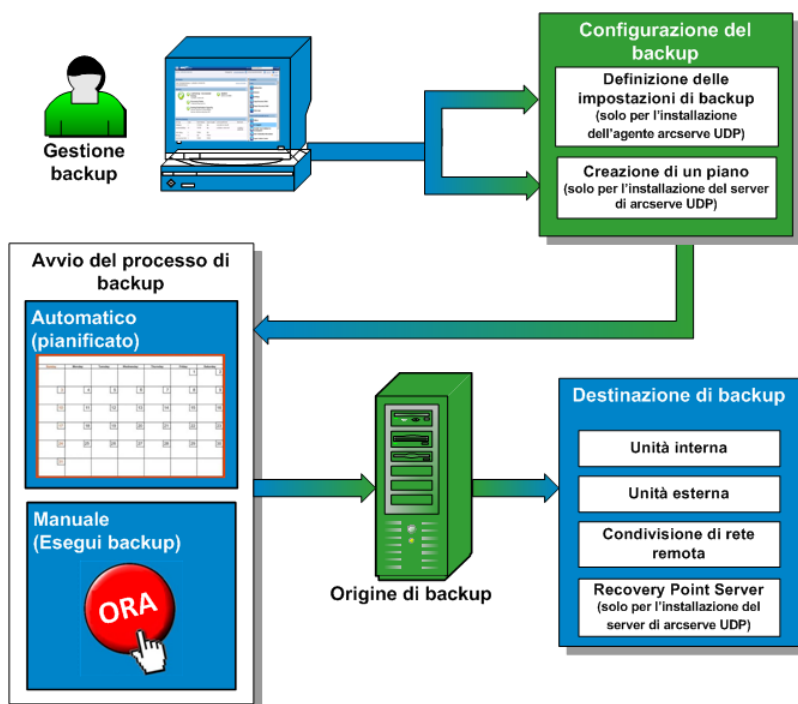 Gestione
backup
Configurazione del
backup
Definizione delle
impostazioni di backup
(solo per l'installazione
dell'agente arcserve UDP)
Creazione di un piano
(solo per l'installazione del server
di arcserve UDP)
Avvio del processo di
backup
Automatico
(pianificato)
Manuale
(Esegui backup)
ORA
Origine di backup
Destinazione di backup
Unità interna
Unità esterna
Condivisione di rete
remota
Recovery Point Server
(solo per l'installazione del
server di arcserve UDP)